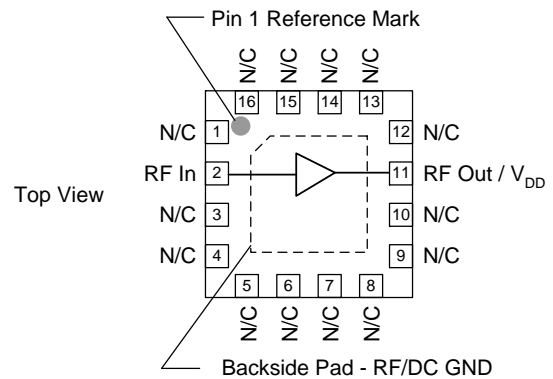 Pin 1 Reference Mark
N/C N/C N/C N/C
16 15 14 13
N/C 1 12 N/C
RF In 2 11 RF Out / VDD
Top View
N/C 3 10 N/C
N/C 4 9 N/C
5 6 7 8
N/C N/C N/C N/C
Backside Pad - RF/DC GND